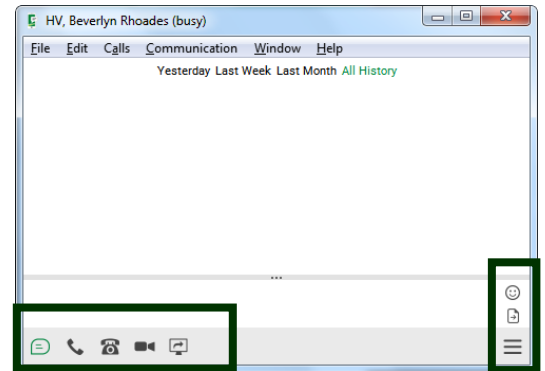 HV, Beverlyn Rhoades (busy)
File Edit Calls Communication Window Help
Yesterday Last Week Last Month All History